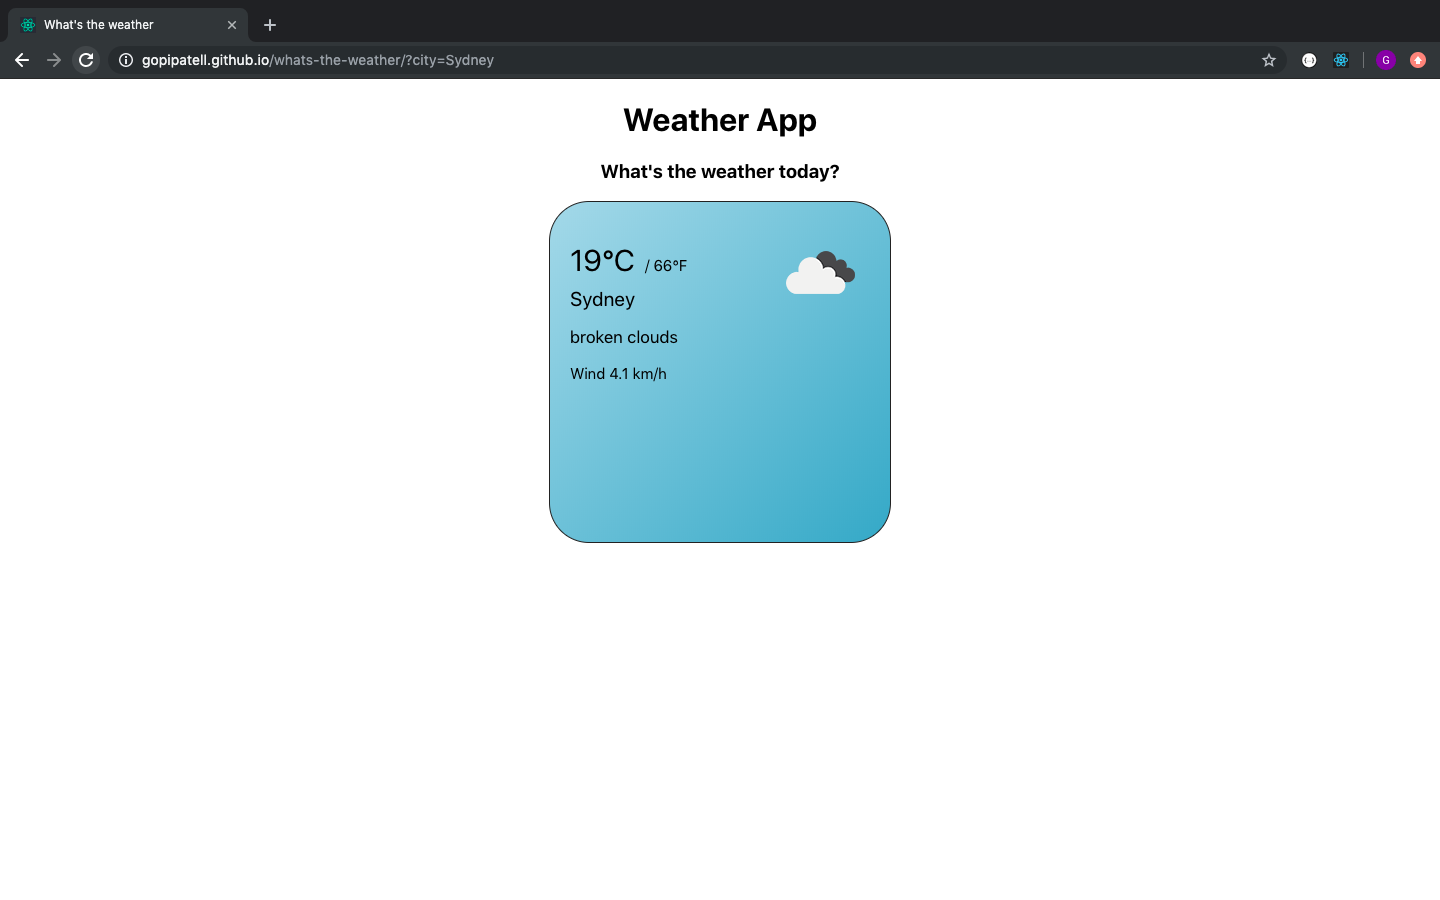 What's the weather
gopipatell.github.io/whats-the-weather/?city=Sydney
G
Weather App
What's the weather today?
19°C / 66°F
Sydney
broken clouds
Wind 4.1 km/h